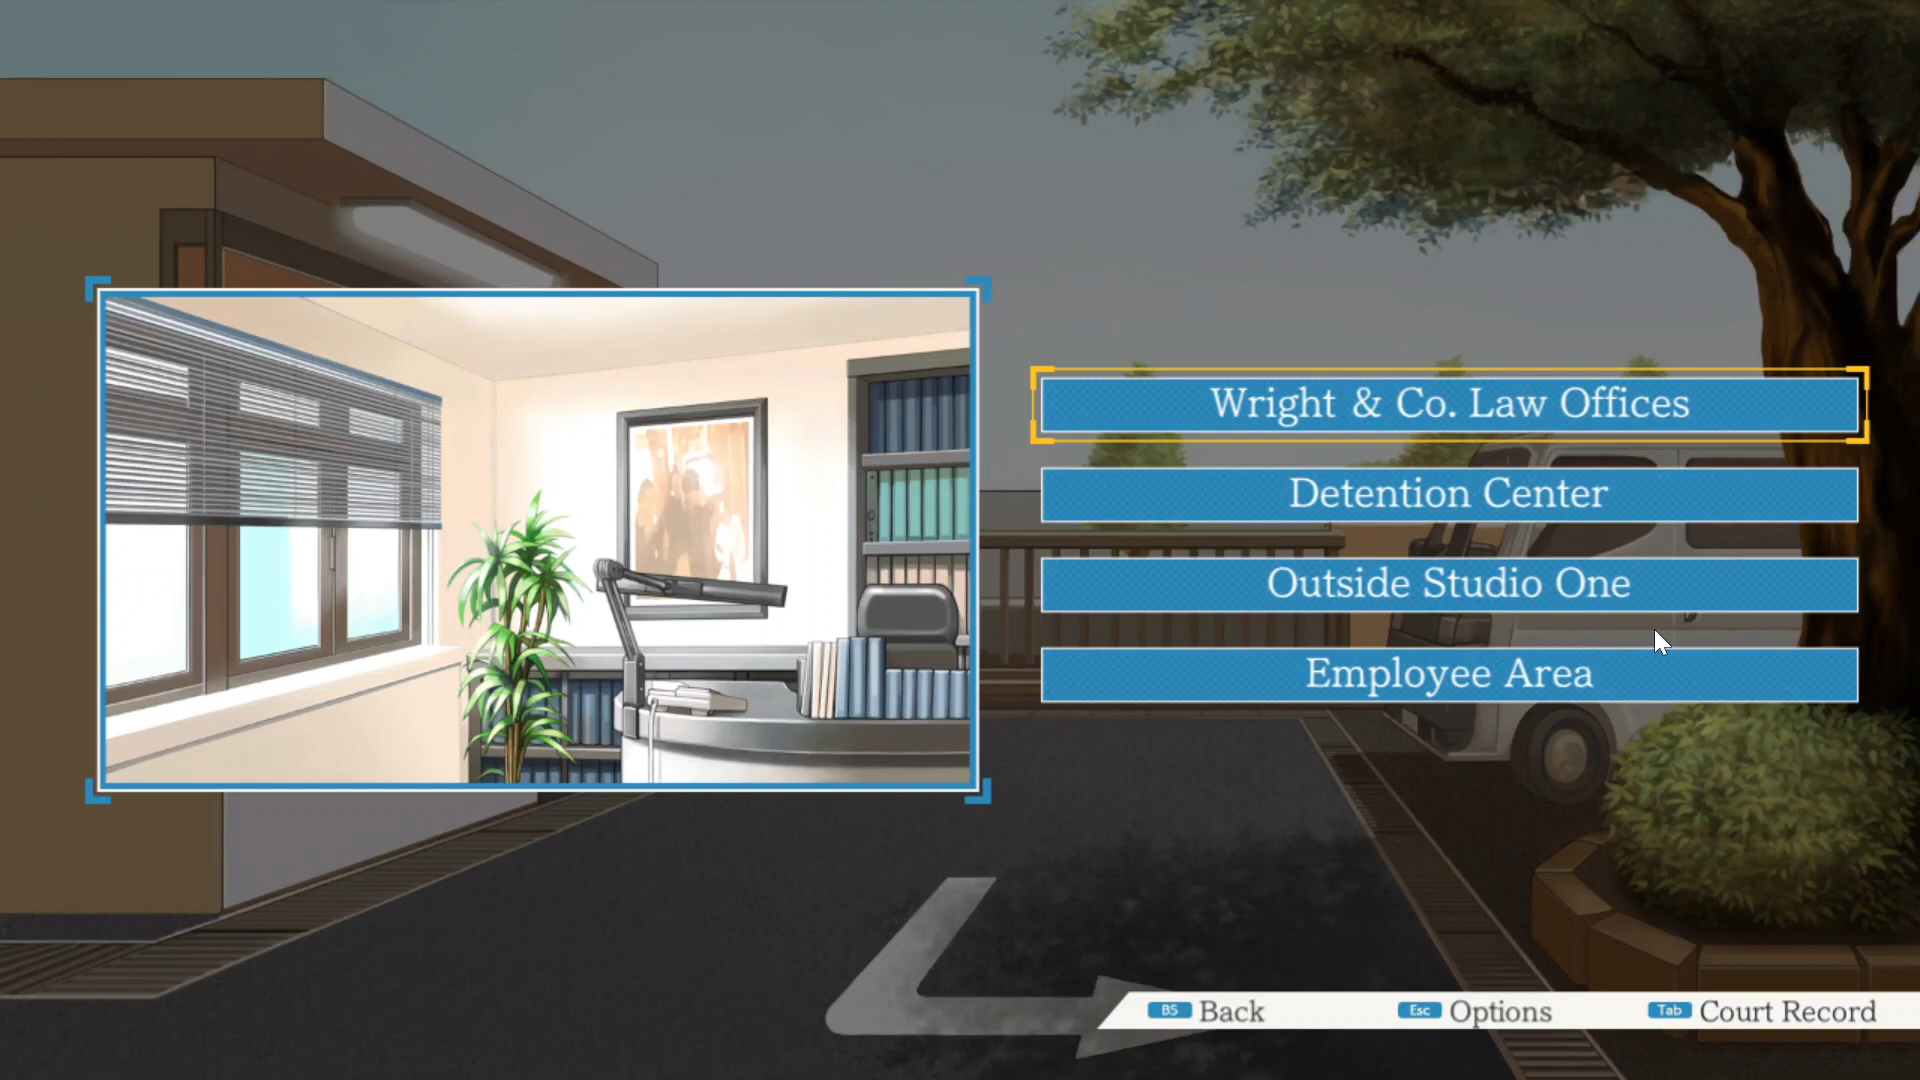 Wright & Co. Law Offices
Detention Center
Outside Studio One
Employee Area
BS Back Esc Options Tab Court Record